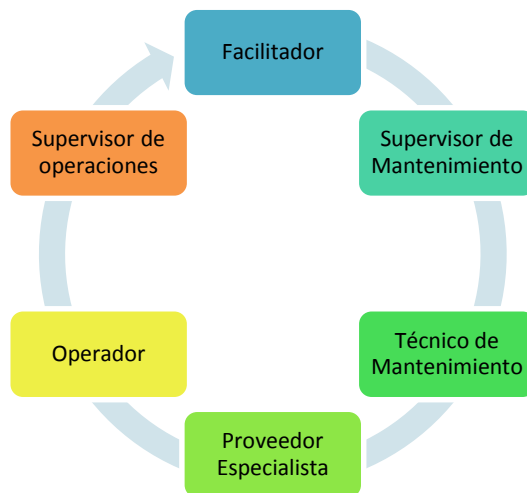 Facilitador
Supervisor de
Mantenimiento
Técnico de
Mantenimiento
Proveedor
Especialista
Operador
Supervisor de
operaciones